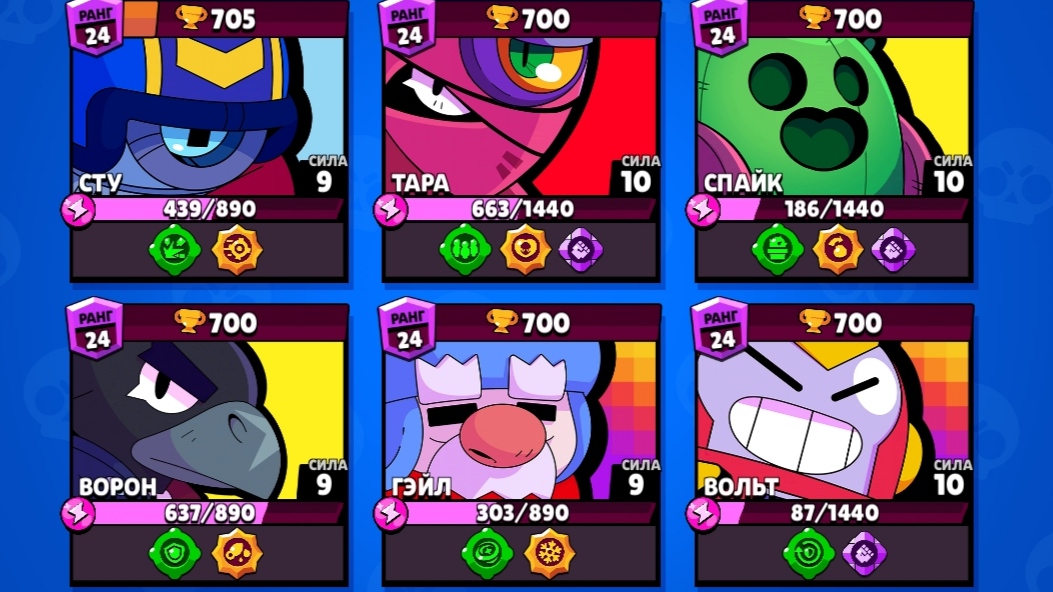 РАНГ 24 705
СИЛА
СТУ 9
439/890
РАНГ 24 700
СИЛА
ТАРА 10
663/1440
РАНГ 24 700
СИЛА
СПАЙК 10
186/1440
РАНГ 24 700
СИЛА
ВОРОН 9
637/890
РАНГ 24 700
СИЛА
ГЭЙЛ 9
303/890
РАНГ 24 700
СИЛА
ВОЛЬТ 10
87/1440